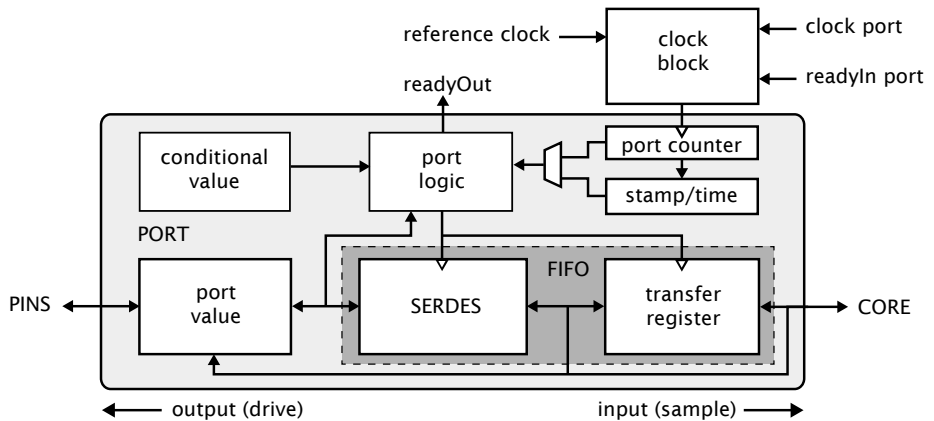 reference clock
clock
block
clock port
readyIn port
readyOut
conditional
value
port
logic
port counter
stamp/time
PORT
FIFO
PINS
port
value
SERDES
transfer
register
CORE
output (drive)
input (sample)